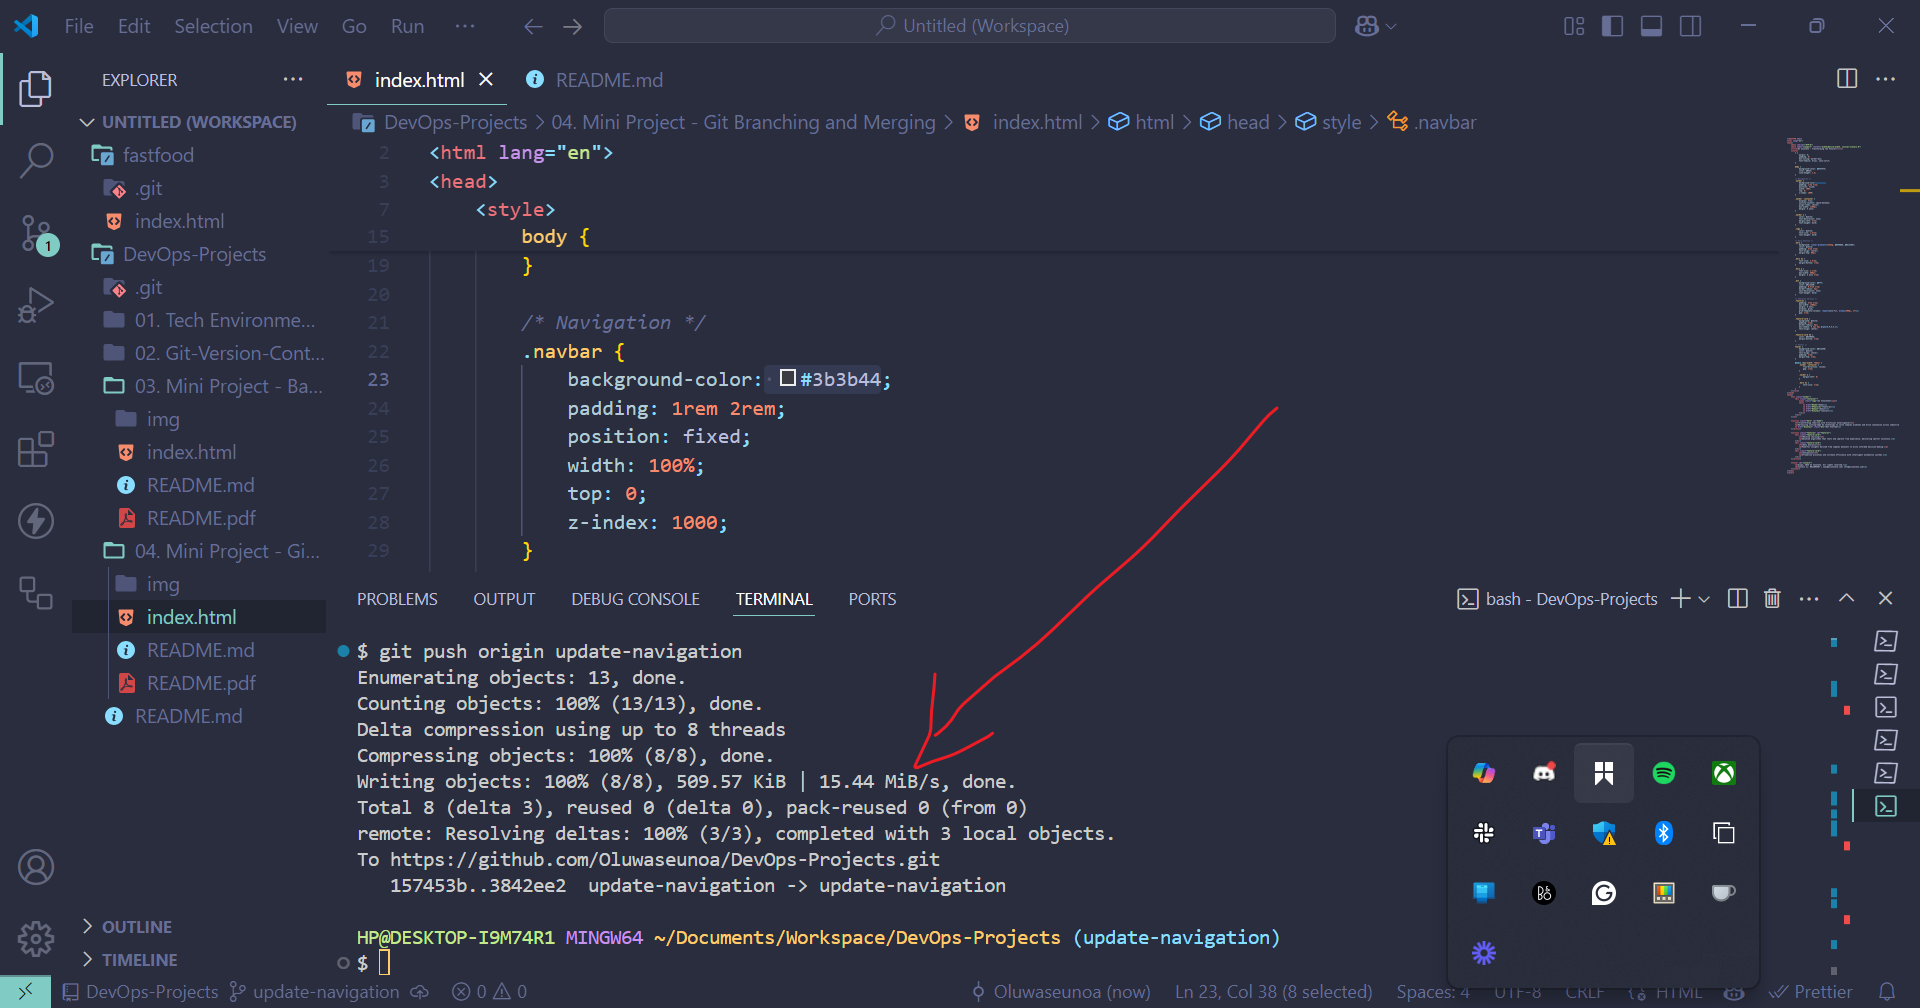 File Edit Selection View Go Run ···
Untitled (Workspace)
EXPLORER ···
UNTITLED (WORKSPACE)
fastfood
.git
index.html
DevOps-Projects
.git
01. Tech Environme...
02. Git-Version-Cont...
03. Mini Project - Ba...
img
index.html
README.md
README.pdf
04. Mini Project - Gi...
img
index.html
README.md
README.pdf
README.md
OUTLINE
TIMELINE
1
index.html README.md
DevOps-Projects > 04. Mini Project - Git Branching and Merging > index.html > html > head > style > .navbar
2 <html lang="en">
3 <head>
7 <style>
15 body {
19 }
20
21 /* Navigation */
22 .navbar {
23 background-color: #3b3b44;
24 padding: 1rem 2rem;
25 position: fixed;
26 width: 100%;
27 top: 0;
28 z-index: 1000;
29 }
PROBLEMS OUTPUT DEBUG CONSOLE TERMINAL PORTS
bash - DevOps-Projects
$ git push origin update-navigation
Enumerating objects: 13, done.
Counting objects: 100% (13/13), done.
Delta compression using up to 8 threads
Compressing objects: 100% (8/8), done.
Writing objects: 100% (8/8), 509.57 KiB | 15.44 MiB/s, done.
Total 8 (delta 3), reused 0 (delta 0), pack-reused 0 (from 0)
remote: Resolving deltas: 100% (3/3), completed with 3 local objects.
To https://github.com/Oluwaseunoa/DevOps-Projects.git
157453b..3842ee2 update-navigation -> update-navigation
HP@DESKTOP-I9M74R1 MINGW64 ~/Documents/Workspace/DevOps-Projects (update-navigation)
$
DevOps-Projects update-navigation 0 0
Oluwaseunoa (now) Ln 23, Col 38 (8 selected) Spaces: 4 UTF-8 CRLF HTML Prettier